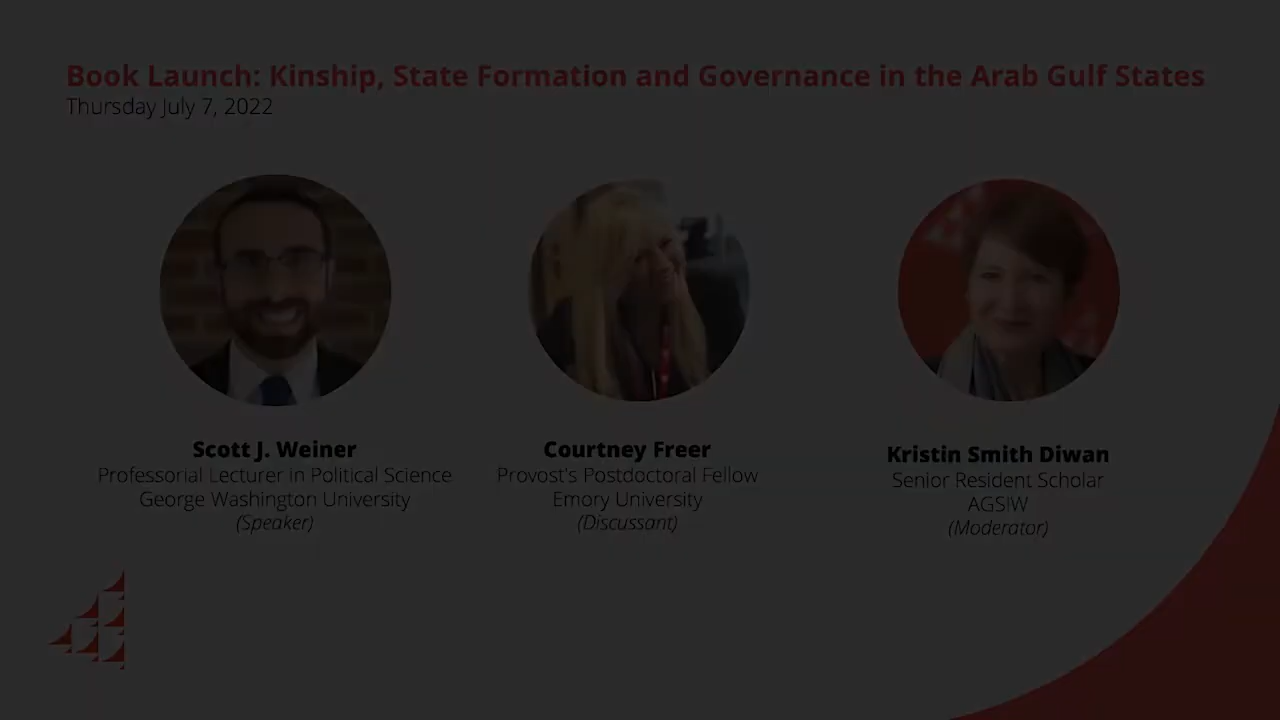 Book Launch: Kinship, State Formation and Governance in the Arab Gulf States
Thursday July 7, 2022
Scott J. Weiner
Professorial Lecturer in Political Science
George Washington University
(Speaker)
Courtney Freer
Provost's Postdoctoral Fellow
Emory University
(Discussant)
Kristin Smith Diwan
Senior Resident Scholar
AGSIW
(Moderator)